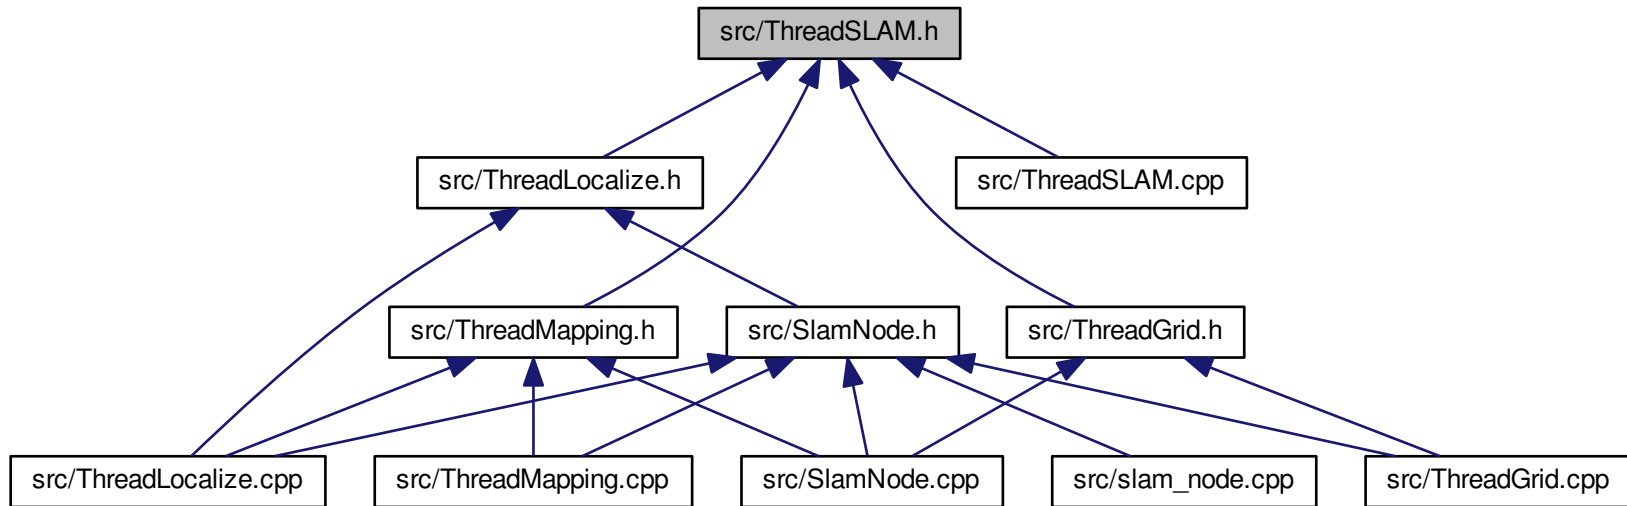 src/ThreadSLAM.h
src/ThreadLocalize.h
src/ThreadSLAM.cpp
src/ThreadMapping.h
src/SlamNode.h
src/ThreadGrid.h
src/ThreadLocalize.cpp
src/ThreadMapping.cpp
src/SlamNode.cpp
src/slam_node.cpp
src/ThreadGrid.cpp